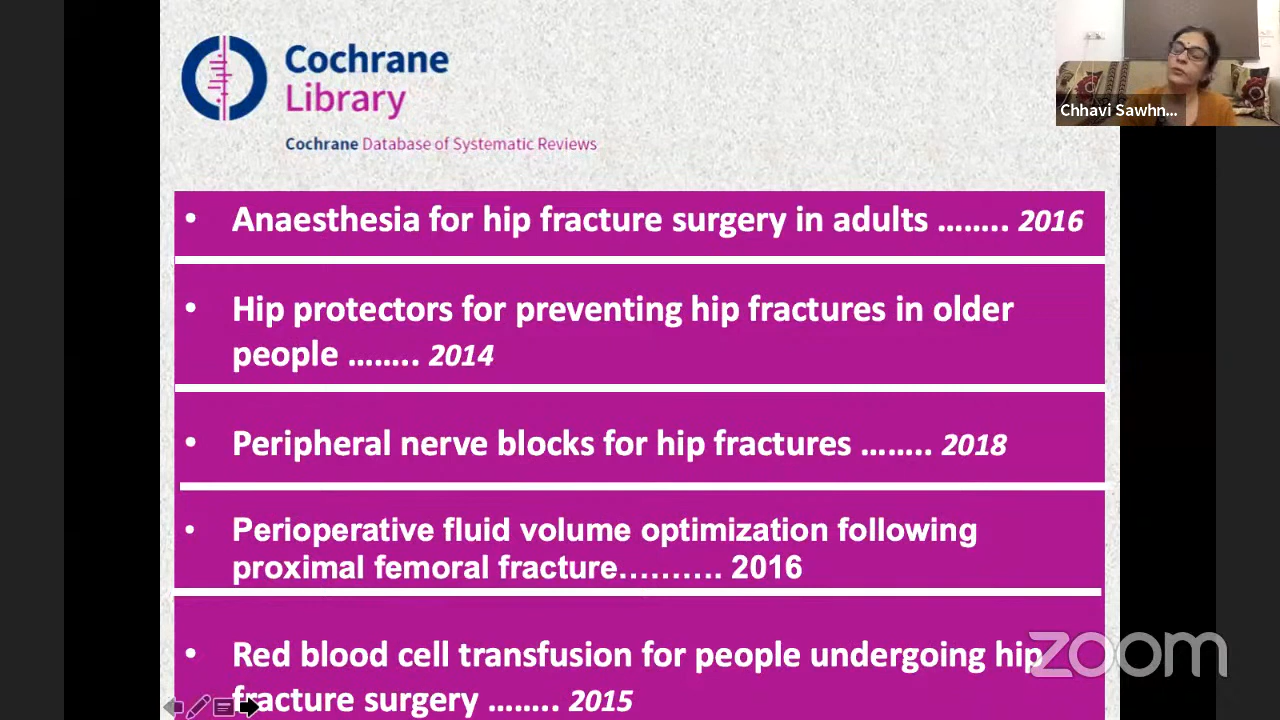 Cochrane
Library
Cochrane Database of Systematic Reviews
Chhavi Sawhn...
• Anaesthesia for hip fracture surgery in adults ........ 2016
• Hip protectors for preventing hip fractures in older
people ........ 2014
• Peripheral nerve blocks for hip fractures ........ 2018
• Perioperative fluid volume optimization following
proximal femoral fracture.......... 2016
• Red blood cell transfusion for people undergoing hip
fracture surgery ........ 2015
zoom